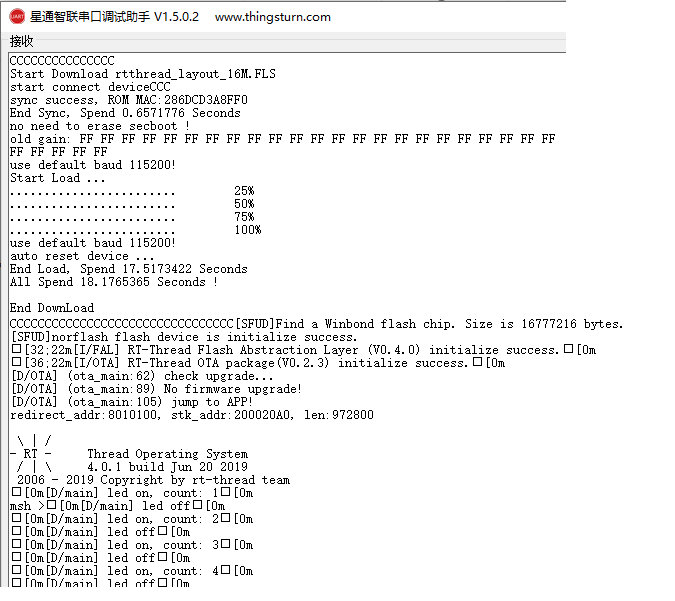 UART 星通智联串口调试助手 V1.5.0.2 www.thingsturn.com
接收
CCCCCCCCCCCCCCC
Start Download rtthread_layout_16M.FLS
start connect deviceCCC
sync success, ROM MAC:286DCD3A8FF0
End Sync, Spend 0.6571776 Seconds
no need to erase secboot !
old gain: FF FF FF FF FF FF FF FF FF FF FF FF FF FF FF FF FF FF FF FF FF FF FF
FF FF FF FF FF
use default baud 115200!
Start Load ...
........................ 25%
........................ 50%
........................ 75%
........................ 100%
use default baud 115200!
auto reset device ...
End Load, Spend 17.5173422 Seconds
All Spend 18.1765365 Seconds !
End DownLoad
CCCCCCCCCCCCCCCCCCCCCCCCCCCCCCCC[SFUD]Find a Winbond flash chip. Size is 16777216 bytes.
[SFUD]norflash flash device is initialize success.
□[32;22m[I/FAL] RT-Thread Flash Abstraction Layer (V0.4.0) initialize success.□[0m
□[36;22m[I/OTA] RT-Thread OTA package(V0.2.3) initialize success.□[0m
[D/OTA] (ota_main:62) check upgrade...
[D/OTA] (ota_main:89) No firmware upgrade!
[D/OTA] (ota_main:105) jump to APP!
redirect_addr:8010100, stk_addr:200020A0, len:972800
\ | /
- RT - Thread Operating System
/ | \ 4.0.1 build Jun 20 2019
2006 - 2019 Copyright by rt-thread team
□[0m[D/main] led on, count: 1□[0m
msh >□[0m[D/main] led off□[0m
□[0m[D/main] led on, count: 2□[0m
□[0m[D/main] led off□[0m
□[0m[D/main] led on, count: 3□[0m
□[0m[D/main] led off□[0m
□[0m[D/main] led on, count: 4□[0m
□[0m[D/main] led off□[0m